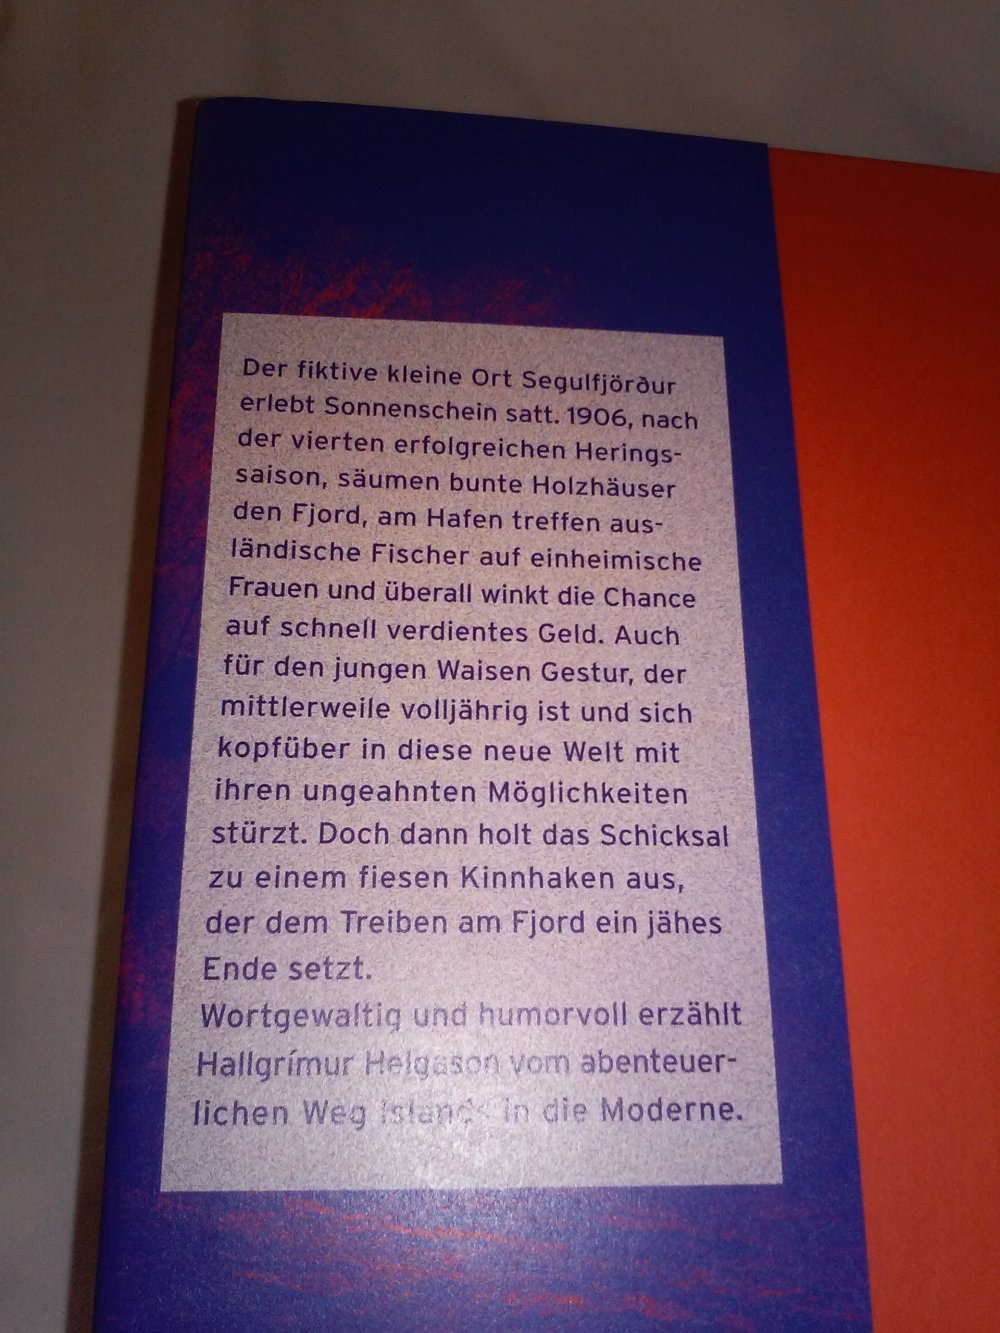 Der fiktive kleine Ort Segulfjörður
erlebt Sonnenschein satt. 1906, nach
der vierten erfolgreichen Herings-
saison, säumen bunte Holzhäuser
den Fjord, am Hafen treffen aus-
ländische Fischer auf einheimische
Frauen und überall winkt die Chance
auf schnell verdientes Geld. Auch
für den jungen Waisen Gestur, der
mittlerweile volljährig ist und sich
kopfüber in diese neue Welt mit
ihren ungeahnten Möglichkeiten
stürzt. Doch dann holt das Schicksal
zu einem fiesen Kinnhaken aus,
der dem Treiben am Fjord ein jähes
Ende setzt.
Wortgewaltig und humorvoll erzählt
Hallgrímur Helgason vom abenteuer-
lichen Weg Islands in die Moderne.